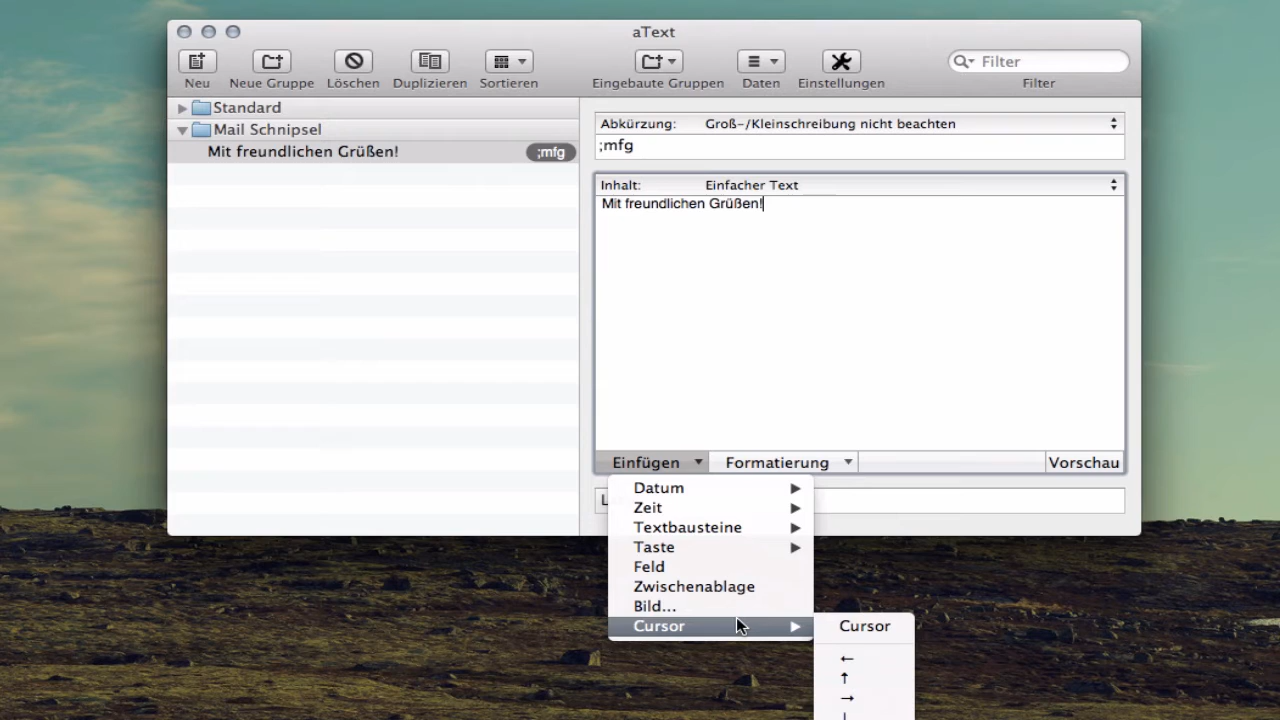 aText
Neu
Neue Gruppe
Löschen
Duplizieren
Sortieren
Eingebaute Gruppen
Daten
Einstellungen
Filter
Filter
Standard
Mail Schnipsel
Mit freundlichen Grüßen!
;mfg
Abkürzung: Groß-/Kleinschreibung nicht beachten
;mfg
Inhalt: Einfacher Text
Mit freundlichen Grüßen!
Einfügen
Formatierung
Vorschau
Datum
Zeit
Textbausteine
Taste
Feld
Zwischenablage
Bild...
Cursor
Cursor
←
↑
→